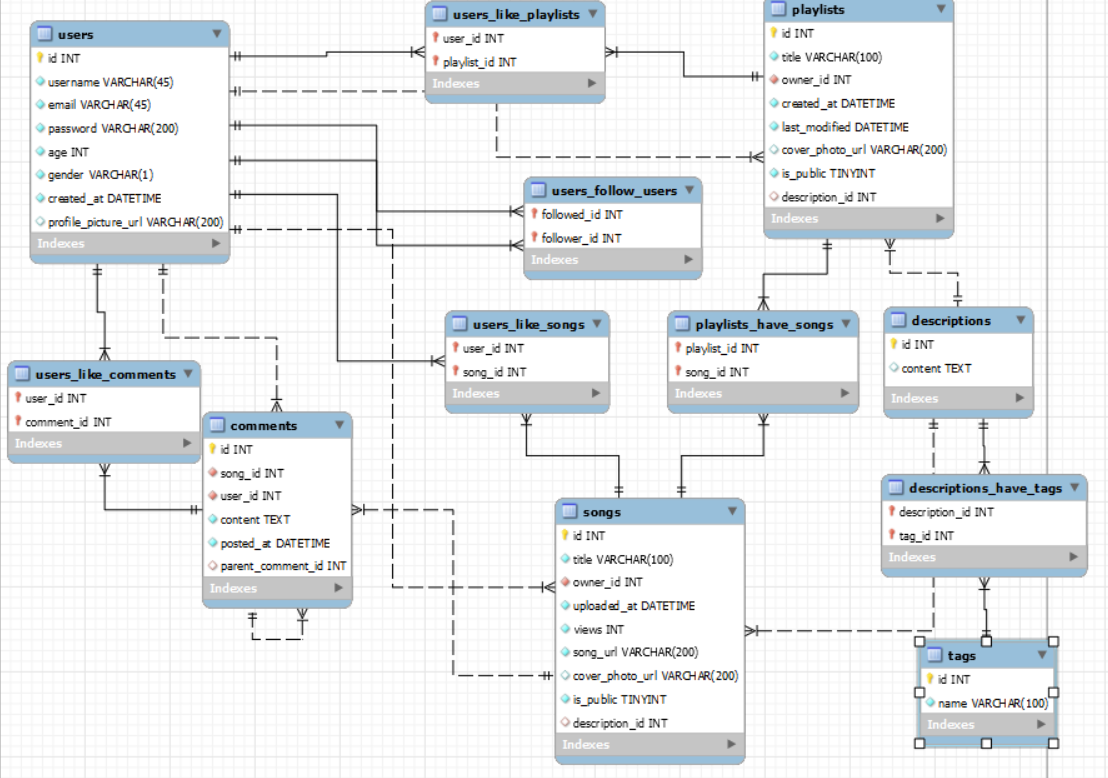 users
id INT
username VARCHAR(45)
email VARCHAR(45)
password VARCHAR(200)
age INT
gender VARCHAR(1)
created_at DATETIME
profile_picture_url VARCHAR(200)
Indexes
users_like_playlists
user_id INT
playlist_id INT
Indexes
playlists
id INT
title VARCHAR(100)
owner_id INT
created_at DATETIME
last_modified DATETIME
cover_photo_url VARCHAR(200)
is_public TINYINT
description_id INT
Indexes
users_follow_users
followed_id INT
follower_id INT
Indexes
users_like_songs
user_id INT
song_id INT
Indexes
playlists_have_songs
playlist_id INT
song_id INT
Indexes
descriptions
id INT
content TEXT
Indexes
users_like_comments
user_id INT
comment_id INT
Indexes
comments
id INT
song_id INT
user_id INT
content TEXT
posted_at DATETIME
parent_comment_id INT
Indexes
songs
id INT
title VARCHAR(100)
owner_id INT
uploaded_at DATETIME
views INT
song_url VARCHAR(200)
cover_photo_url VARCHAR(200)
is_public TINYINT
description_id INT
Indexes
descriptions_have_tags
description_id INT
tag_id INT
Indexes
tags
id INT
name VARCHAR(100)
Indexes